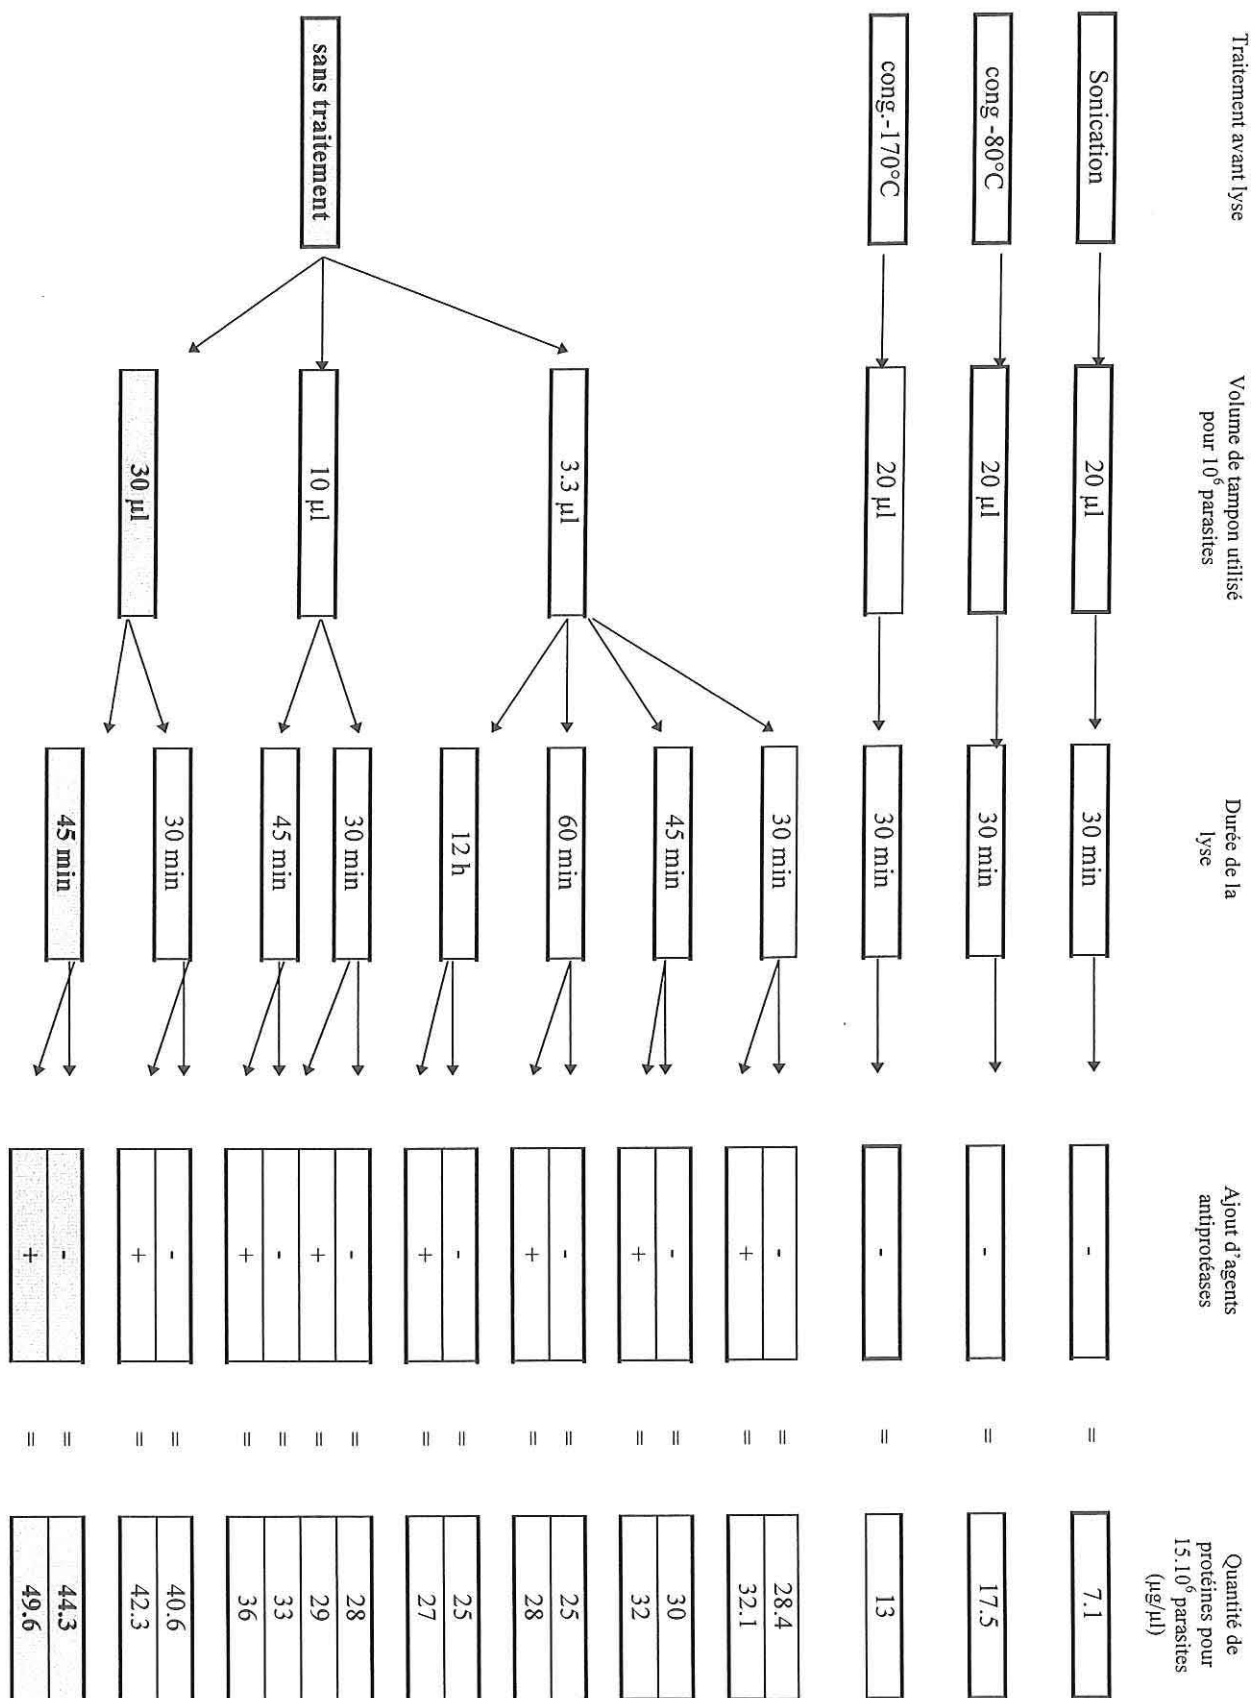 Traitement avant lyse
Volume de tampon utilisé
pour 10⁶ parasites
Durée de la
lyse
Ajout d'agents
antiprotéases
Quantité de
protéines pour
15.10⁶ parasites
(µg/µl)
Sonication
20 µl
30 min
-
=
7.1
cong -80°C
20 µl
30 min
-
=
17.5
cong.-170°C
20 µl
30 min
-
=
13
sans traitement
3.3 µl
30 min
-
=
28.4
+
=
32.1
45 min
-
=
30
+
=
32
60 min
-
=
25
+
=
28
12 h
-
=
25
+
=
27
10 µl
30 min
-
=
28
+
=
29
45 min
-
=
33
+
=
36
30 µl
30 min
-
=
40.6
+
=
42.3
45 min
-
=
44.3
+
=
49.6